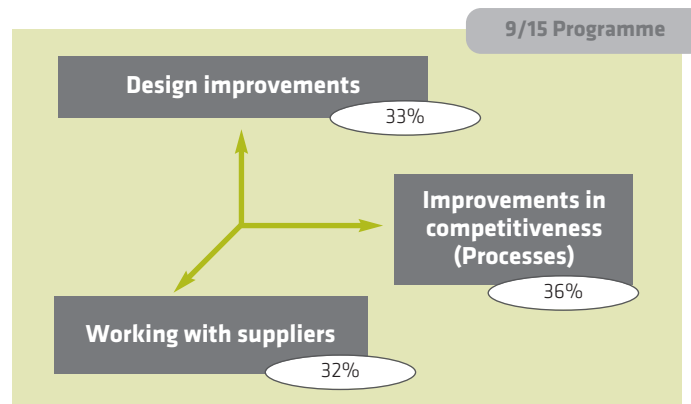 9/15 Programme
Design improvements
33%
Improvements in
competitiveness
(Processes)
36%
Working with suppliers
32%